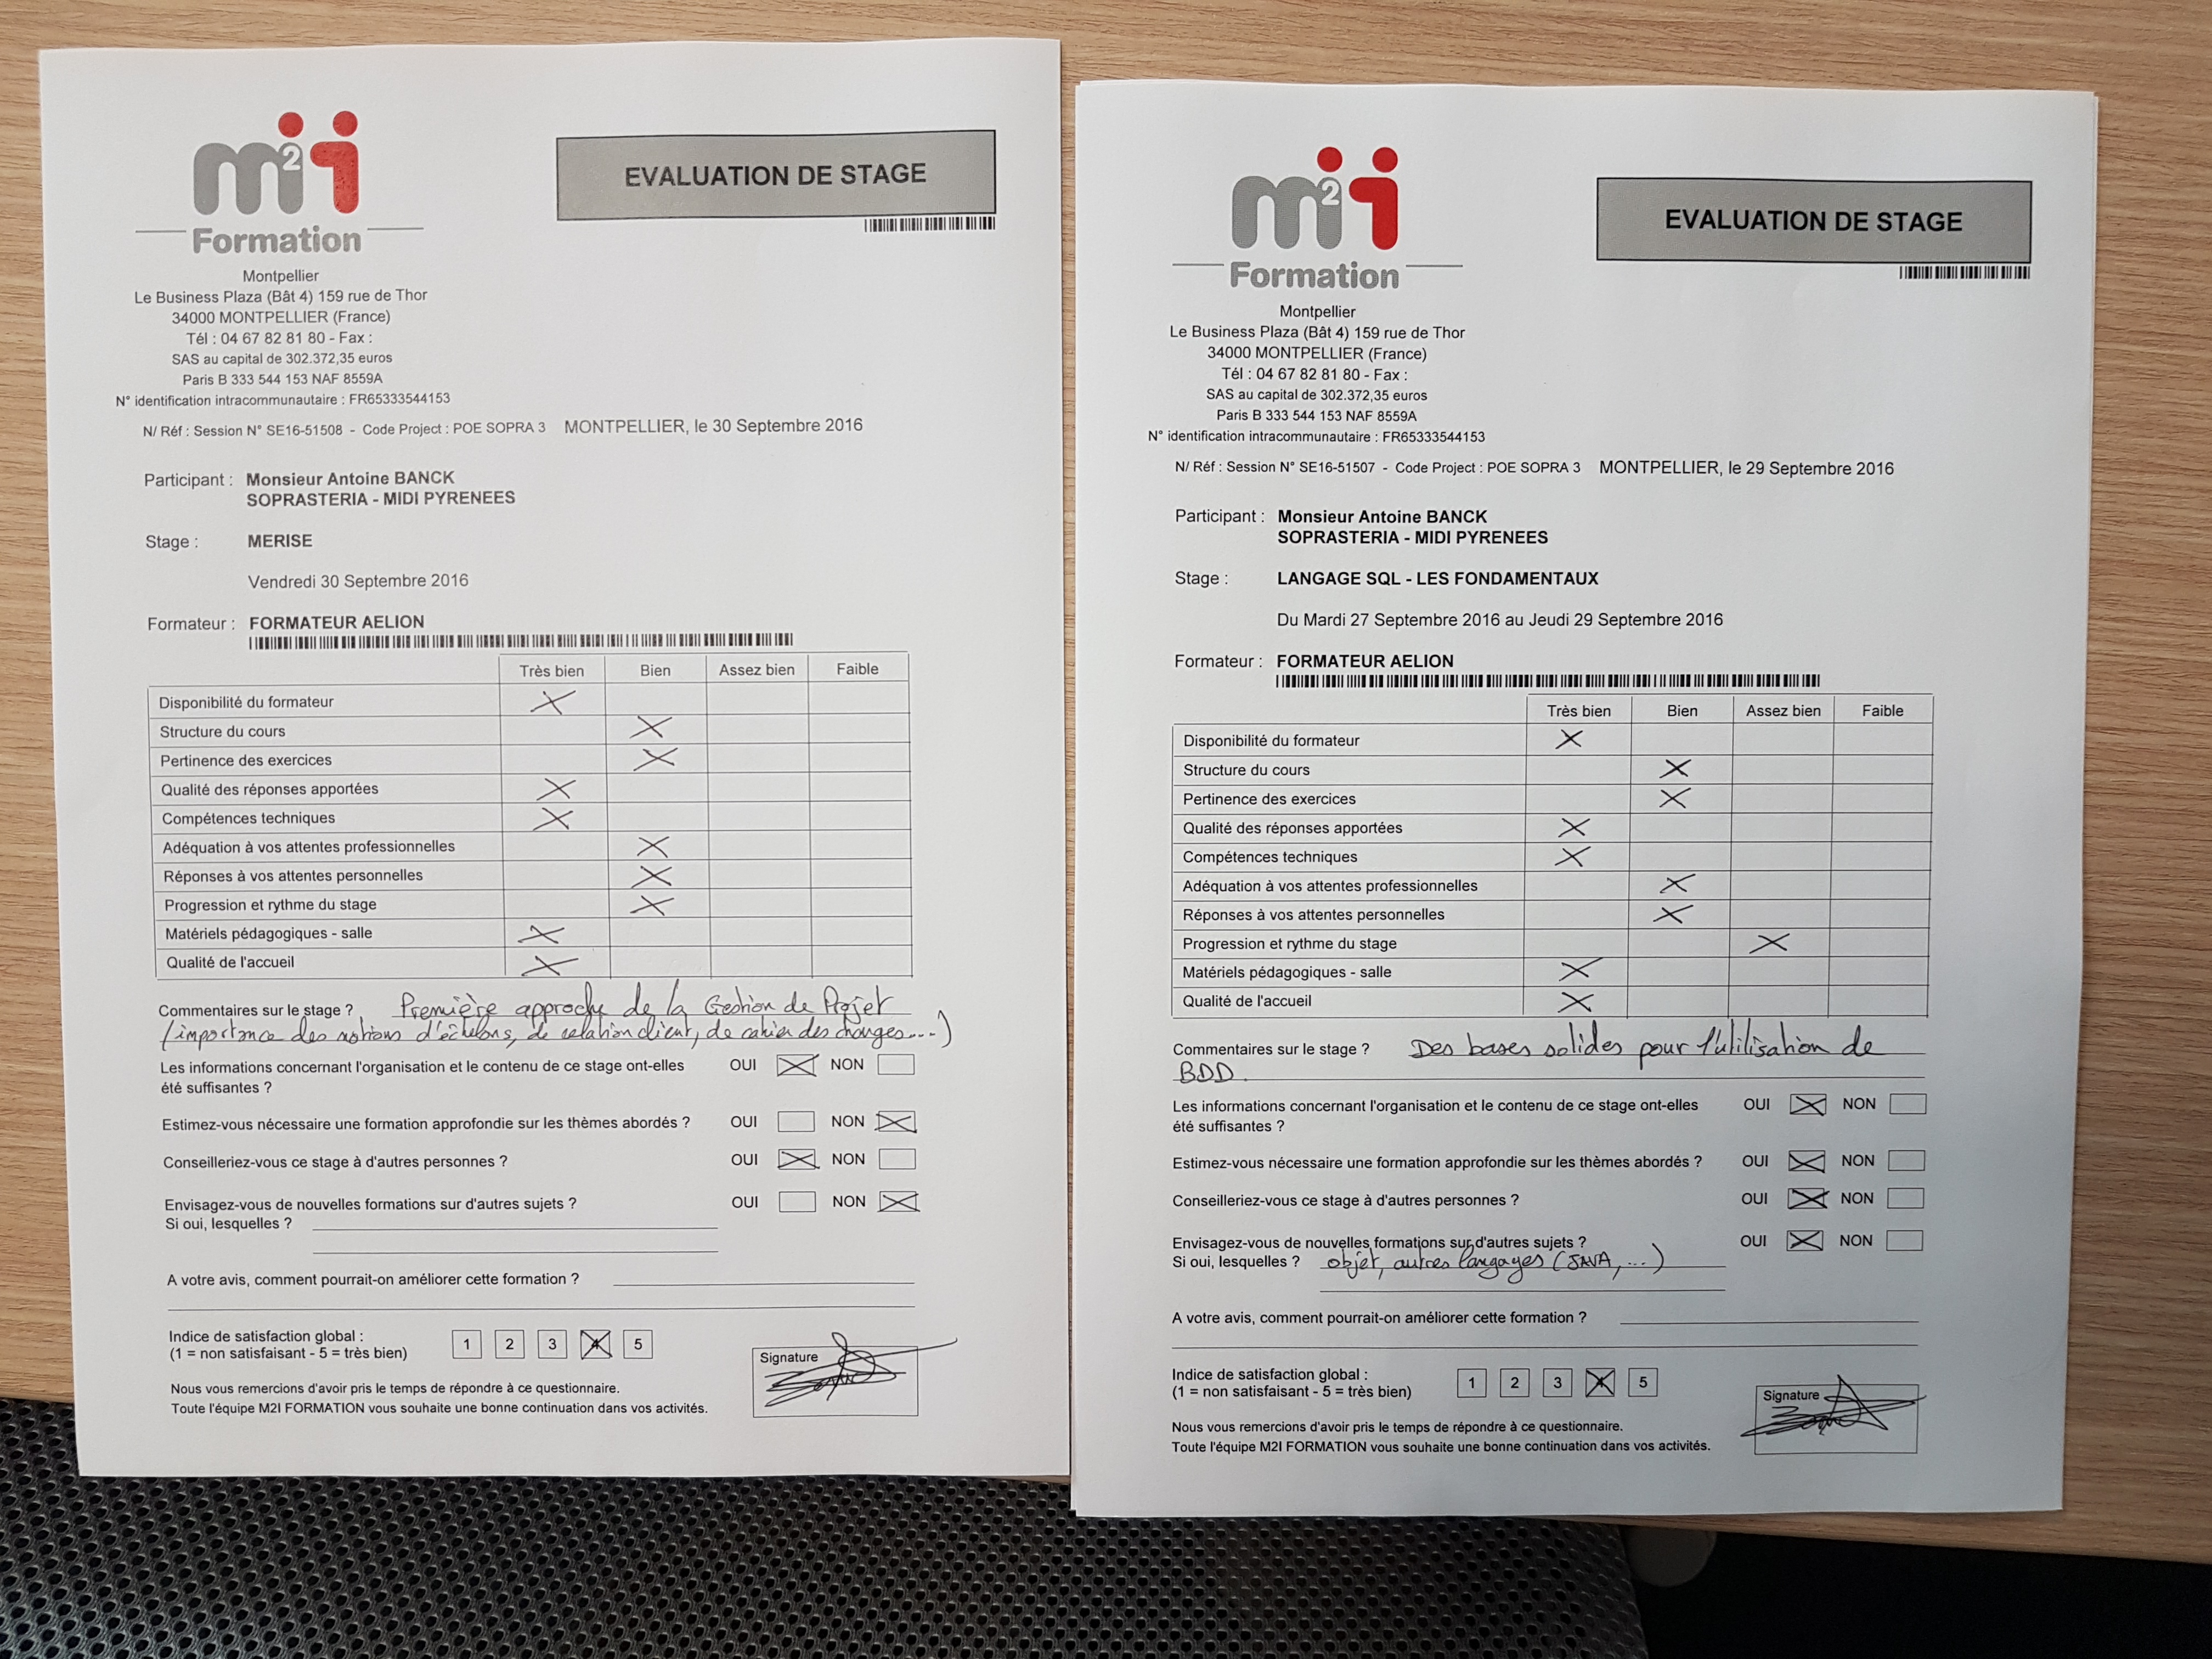 m2i
Formation
EVALUATION DE STAGE
Montpellier
Le Business Plaza (Bât 4) 159 rue de Thor
34000 MONTPELLIER (France)
Tél : 04 67 82 81 80 - Fax :
SAS au capital de 302.372,35 euros
Paris B 333 544 153 NAF 8559A
N° identification intracommunautaire : FR65333544153
N/ Réf : Session N° SE16-51508 - Code Project : POE SOPRA 3 MONTPELLIER, le 30 Septembre 2016
Participant : Monsieur Antoine BANCK
SOPRASTERIA - MIDI PYRENEES
Stage : MERISE
Vendredi 30 Septembre 2016
Formateur : FORMATEUR AELION
Très bien Bien Assez bien Faible
Disponibilité du formateur X
Structure du cours X
Pertinence des exercices X
Qualité des réponses apportées X
Compétences techniques X
Adéquation à vos attentes professionnelles X
Réponses à vos attentes personnelles X
Progression et rythme du stage X
Matériels pédagogiques - salle X
Qualité de l'accueil X
Commentaires sur le stage ? Première approche de la Gestion de Projet
(importance des notions d'échelons, de relation client, de cahier des charges....)
Les informations concernant l'organisation et le contenu de ce stage ont-elles OUI X NON
été suffisantes ?
Estimez-vous nécessaire une formation approfondie sur les thèmes abordés ? OUI NON X
Conseilleriez-vous ce stage à d'autres personnes ? OUI X NON
Envisagez-vous de nouvelles formations sur d'autres sujets ? OUI NON X
Si oui, lesquelles ?
A votre avis, comment pourrait-on améliorer cette formation ?
Indice de satisfaction global : 1 2 3 4 5
(1 = non satisfaisant - 5 = très bien)
Signature
Nous vous remercions d'avoir pris le temps de répondre à ce questionnaire.
Toute l'équipe M2I FORMATION vous souhaite une bonne continuation dans vos activités.
m2i
Formation
EVALUATION DE STAGE
Montpellier
Le Business Plaza (Bât 4) 159 rue de Thor
34000 MONTPELLIER (France)
Tél : 04 67 82 81 80 - Fax :
SAS au capital de 302.372,35 euros
Paris B 333 544 153 NAF 8559A
N° identification intracommunautaire : FR65333544153
N/ Réf : Session N° SE16-51507 - Code Project : POE SOPRA 3 MONTPELLIER, le 29 Septembre 2016
Participant : Monsieur Antoine BANCK
SOPRASTERIA - MIDI PYRENEES
Stage : LANGAGE SQL - LES FONDAMENTAUX
Du Mardi 27 Septembre 2016 au Jeudi 29 Septembre 2016
Formateur : FORMATEUR AELION
Très bien Bien Assez bien Faible
Disponibilité du formateur X
Structure du cours X
Pertinence des exercices X
Qualité des réponses apportées X
Compétences techniques X
Adéquation à vos attentes professionnelles X
Réponses à vos attentes personnelles X
Progression et rythme du stage X
Matériels pédagogiques - salle X
Qualité de l'accueil X
Commentaires sur le stage ? Des bases solides pour l'utilisation de
BDD.
Les informations concernant l'organisation et le contenu de ce stage ont-elles OUI X NON
été suffisantes ?
Estimez-vous nécessaire une formation approfondie sur les thèmes abordés ? OUI X NON
Conseilleriez-vous ce stage à d'autres personnes ? OUI X NON
Envisagez-vous de nouvelles formations sur d'autres sujets ? OUI X NON
Si oui, lesquelles ? objet, autres langages (JAVA, ...)
A votre avis, comment pourrait-on améliorer cette formation ?
Indice de satisfaction global : 1 2 3 4 5
(1 = non satisfaisant - 5 = très bien)
Signature
Nous vous remercions d'avoir pris le temps de répondre à ce questionnaire.
Toute l'équipe M2I FORMATION vous souhaite une bonne continuation dans vos activités.